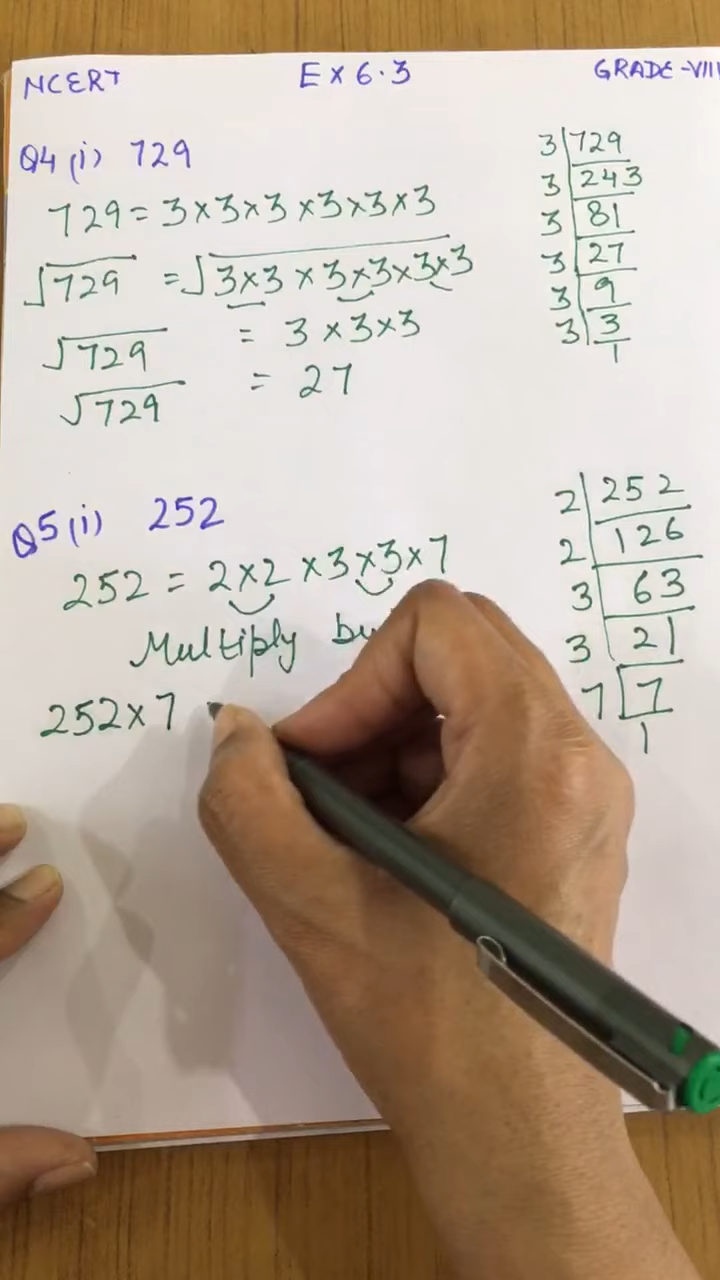 NCERT EX 6.3 GRADE-VIII
Q4(i) 729
729 = 3×3×3×3×3×3
√729 = √3×3×3×3×3×3
√729 = 3×3×3
√729 = 27
3 | 729
3 | 243
3 | 81
3 | 27
3 | 9
3 | 3
1
Q5(i) 252
252 = 2×2×3×3×7
Multiply
252×7
2 | 252
2 | 126
3 | 63
3 | 21
7 | 7
1